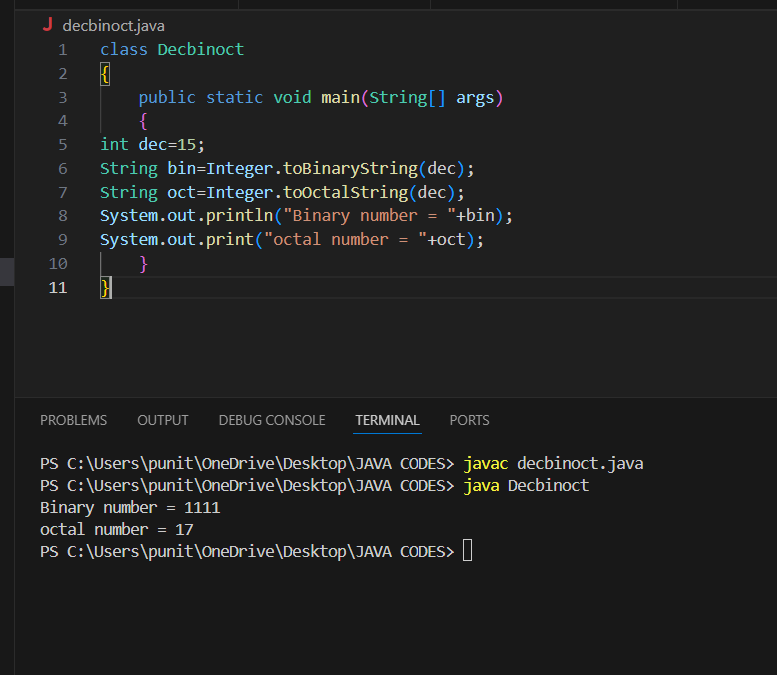 J decbinoct.java
1 class Decbinoct
2 {
3     public static void main(String[] args)
4     {
5 int dec=15;
6 String bin=Integer.toBinaryString(dec);
7 String oct=Integer.toOctalString(dec);
8 System.out.println("Binary number = "+bin);
9 System.out.print("octal number = "+oct);
10     }
11 }
PROBLEMS OUTPUT DEBUG CONSOLE TERMINAL PORTS
PS C:\Users\punit\OneDrive\Desktop\JAVA CODES> javac decbinoct.java
PS C:\Users\punit\OneDrive\Desktop\JAVA CODES> java Decbinoct
Binary number = 1111
octal number = 17
PS C:\Users\punit\OneDrive\Desktop\JAVA CODES>